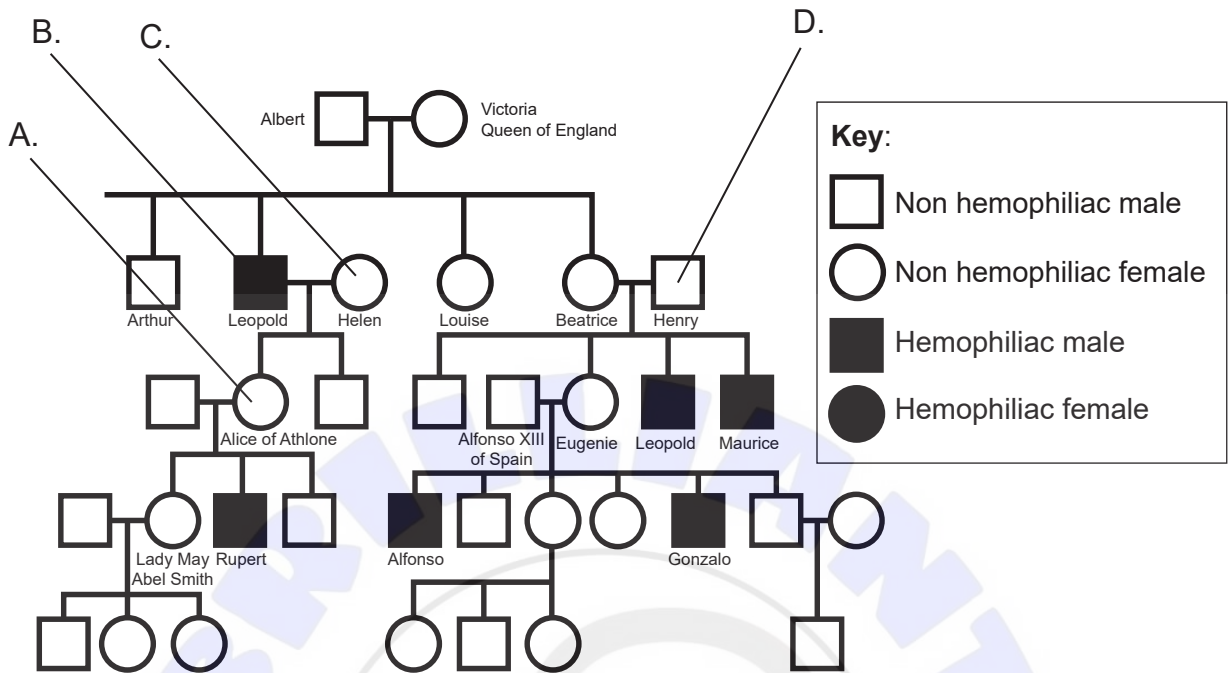 B.
C.
D.
A.
Albert
Victoria
Queen of England
Key:
Non hemophiliac male
Non hemophiliac female
Hemophiliac male
Hemophiliac female
Arthur
Leopold
Helen
Louise
Beatrice
Henry
Alice of Athlone
Alfonso XIII
of Spain
Eugenie
Leopold
Maurice
Lady May
Abel Smith
Rupert
Alfonso
Gonzalo
BRILLIANT